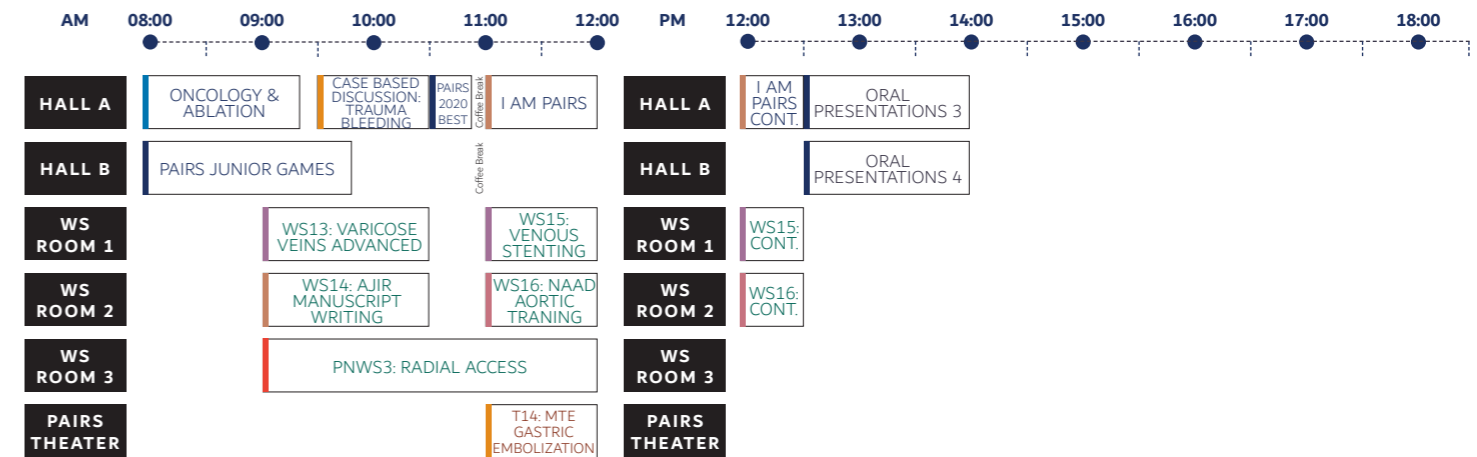 AM 08:00 09:00 10:00 11:00 12:00 PM 12:00 13:00 14:00 15:00 16:00 17:00 18:00
HALL A
ONCOLOGY &
ABLATION
CASE BASED
DISCUSSION:
TRAUMA
BLEEDING
PAIRS
2020
BEST
Coffee Break
I AM PAIRS
HALL A
I AM
PAIRS
CONT.
ORAL
PRESENTATIONS 3
HALL B
PAIRS JUNIOR GAMES
Coffee Break
HALL B
ORAL
PRESENTATIONS 4
WS
ROOM 1
WS13: VARICOSE
VEINS ADVANCED
WS15:
VENOUS
STENTING
WS
ROOM 1
WS15:
CONT.
WS
ROOM 2
WS14: AJIR
MANUSCRIPT
WRITING
WS16: NAAD
AORTIC
TRANING
WS
ROOM 2
WS16:
CONT.
WS
ROOM 3
PNWS3: RADIAL ACCESS
WS
ROOM 3
PAIRS
THEATER
T14: MTE
GASTRIC
EMBOLIZATION
PAIRS
THEATER